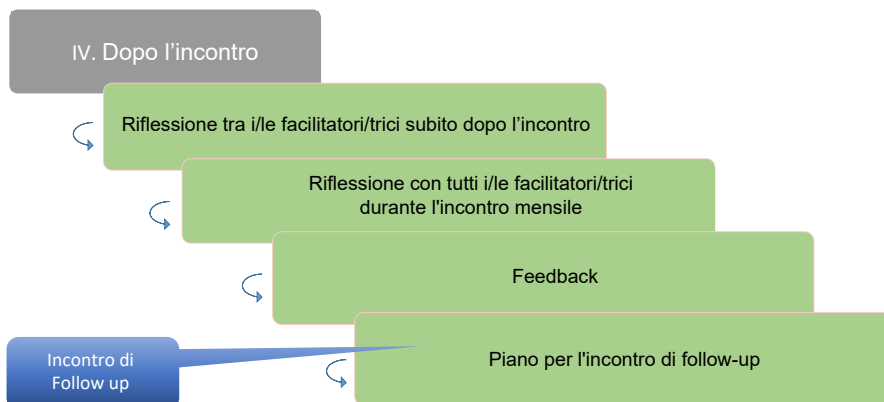 IV. Dopo l'incontro
Riflessione tra i/le facilitatori/trici subito dopo l'incontro
Riflessione con tutti i/le facilitatori/trici
durante l'incontro mensile
Feedback
Piano per l'incontro di follow-up
Incontro di
Follow up